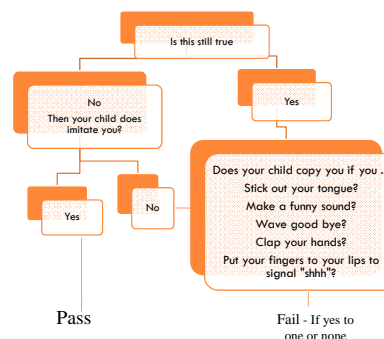 Is this still true
No
Then your child does
imitate you?
Yes
Does your child copy you if you ..
Stick out your tongue?
Make a funny sound?
Wave good bye?
Clap your hands?
Put your fingers to your lips to
signal "shhh"?
Yes
No
Pass
Fail - If yes to
one or none